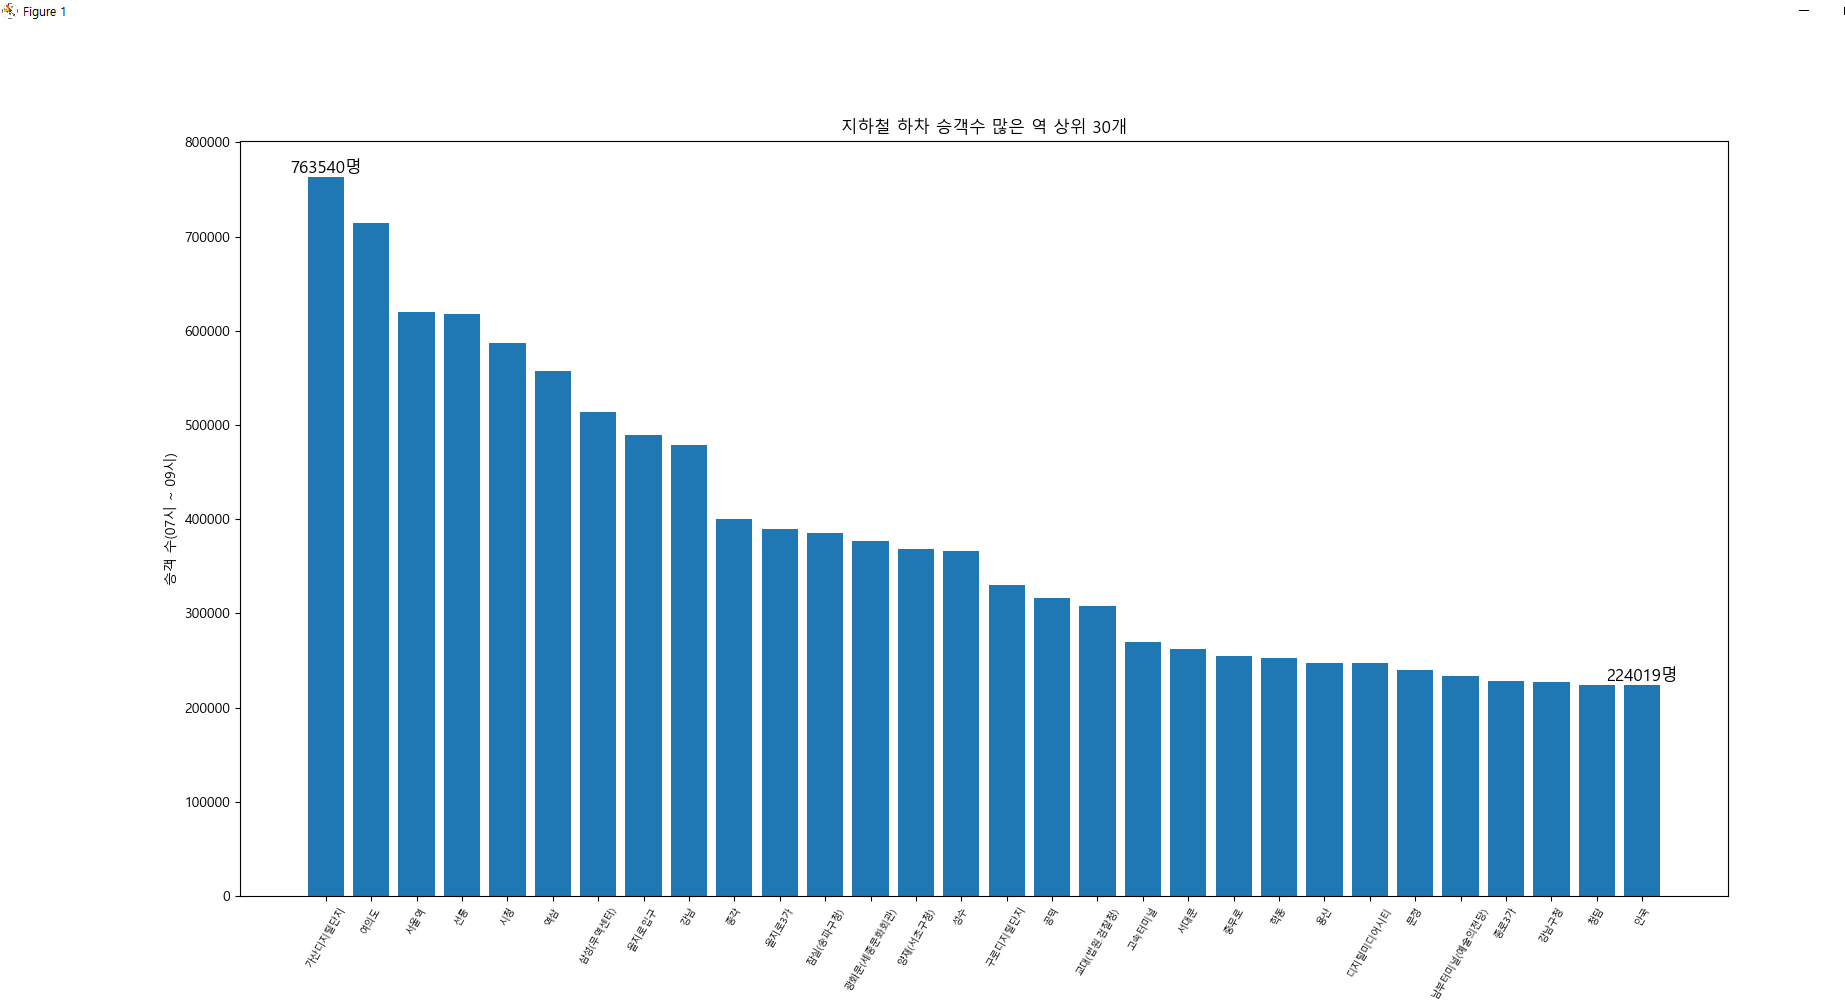 Figure 1
지하철 하차 승객수 많은 역 상위 30개
승객 수(07시 ~ 09시)
800000
700000
600000
500000
400000
300000
200000
100000
0
763540명
224019명
가산디지털단지
여의도
서울역
선릉
시청
역삼
삼성(무역센터)
을지로입구
강남
종각
을지로3가
잠실(송파구청)
광화문(세종문화회관)
양재(서초구청)
성수
구로디지털단지
공덕
교대(법원.검찰청)
고속터미널
서대문
충무로
학동
용산
디지털미디어시티
문정
남부터미널(예술의전당)
종로3가
강남구청
청담
안국